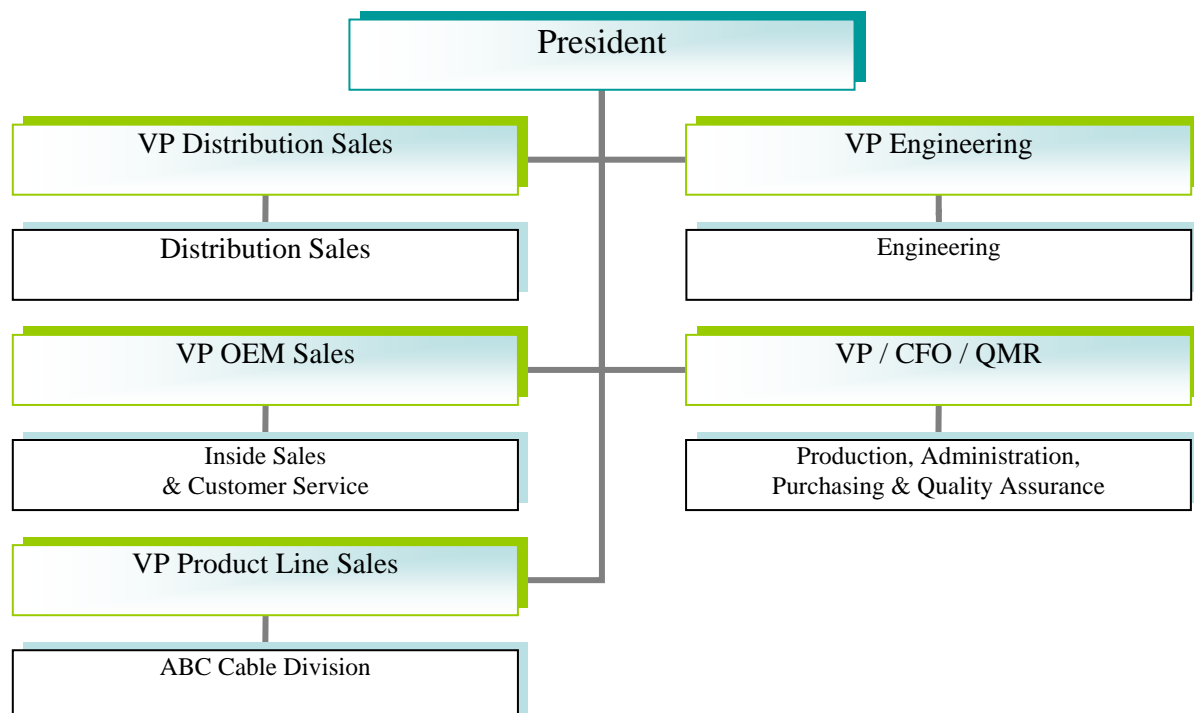 President
VP Distribution Sales
VP Engineering
Distribution Sales
Engineering
VP OEM Sales
VP / CFO / QMR
Inside Sales
& Customer Service
Production, Administration,
Purchasing & Quality Assurance
VP Product Line Sales
ABC Cable Division